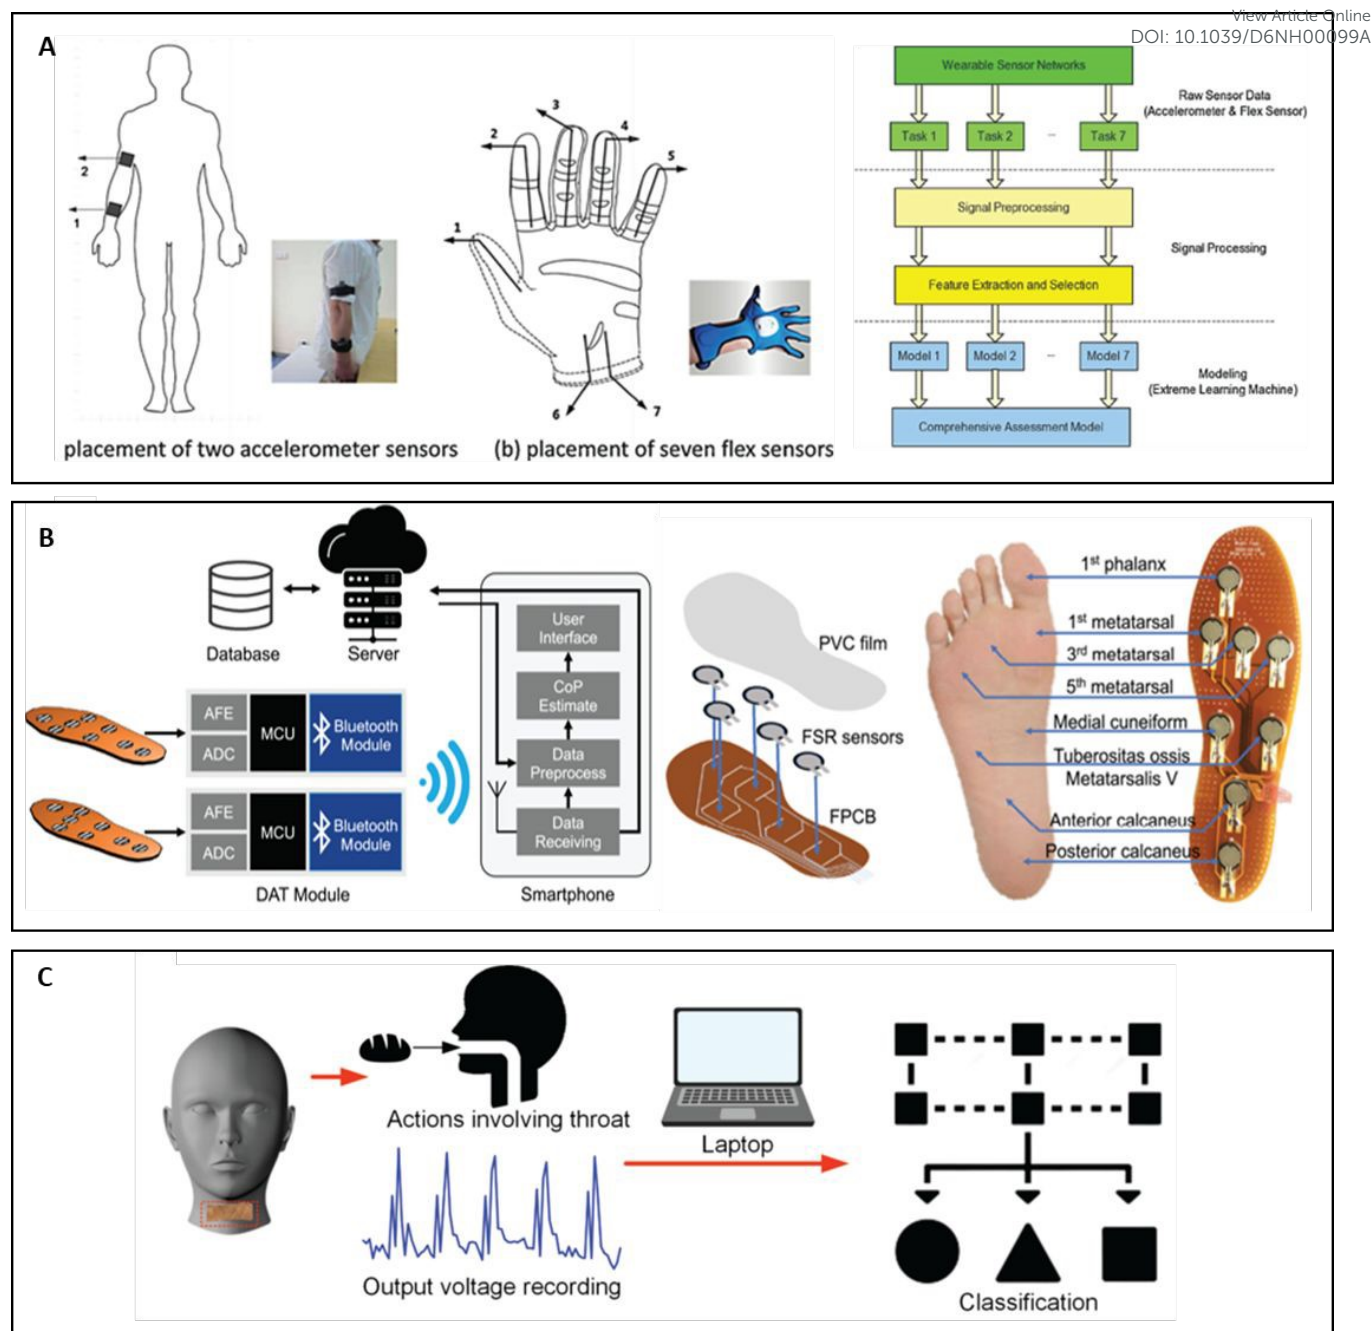 View Article Online
DOI: 10.1039/D6NH00099A
A
2
1
placement of two accelerometer sensors
1
2
3
4
5
6
7
(b) placement of seven flex sensors
Wearable Sensor Networks
Raw Sensor Data
(Accelerometer & Flex Sensor)
Task 1
Task 2
...
Task 7
Signal Preprocessing
Signal Processing
Feature Extraction and Selection
Model 1
Model 2
...
Model 7
Modeling
(Extreme Learning Machine)
Comprehensive Assessment Model
B
Database
Server
AFE
ADC
MCU
Bluetooth
Module
AFE
ADC
MCU
Bluetooth
Module
DAT Module
User
Interface
CoP
Estimate
Data
Preprocess
Data
Receiving
Smartphone
PVC film
FSR sensors
FPCB
1st phalanx
1st metatarsal
3rd metatarsal
5th metatarsal
Medial cuneiform
Tuberositas ossis
Metatarsalis V
Anterior calcaneus
Posterior calcaneus
C
Actions involving throat
Output voltage recording
Laptop
Classification